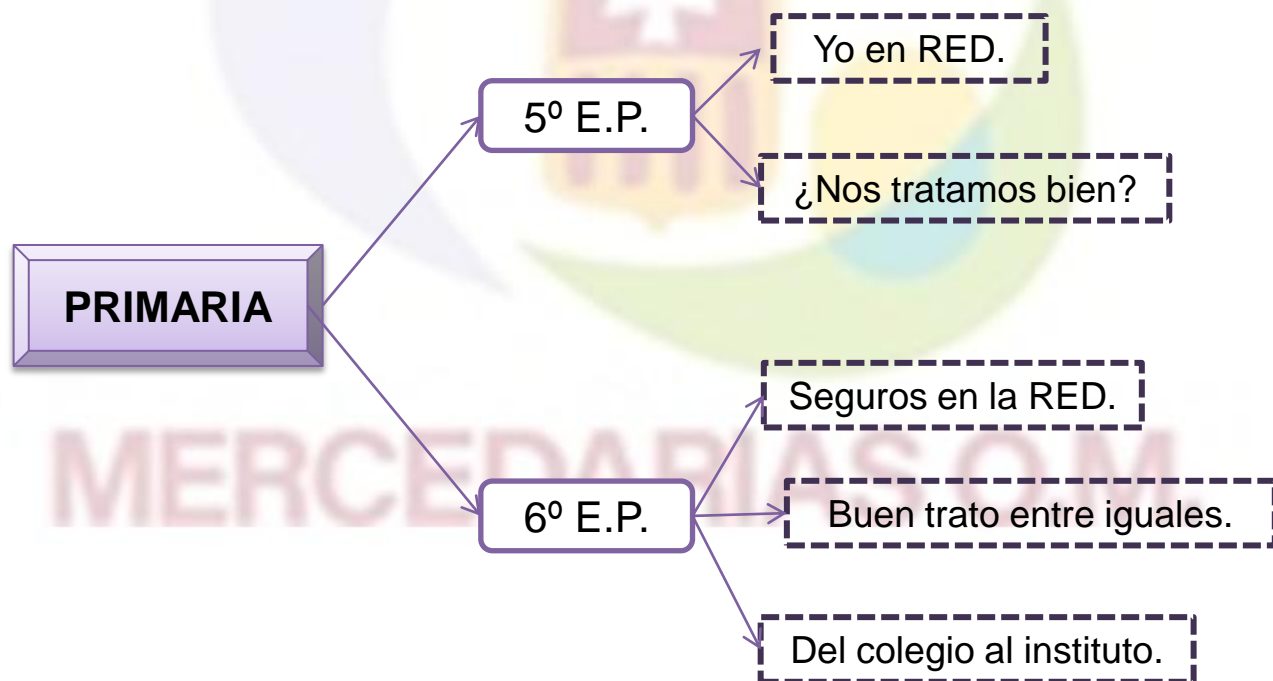 Yo en RED.
5º E.P.
¿Nos tratamos bien?
PRIMARIA
Seguros en la RED.
MERCEDARIAS O.M.
6º E.P.
Buen trato entre iguales.
Del colegio al instituto.